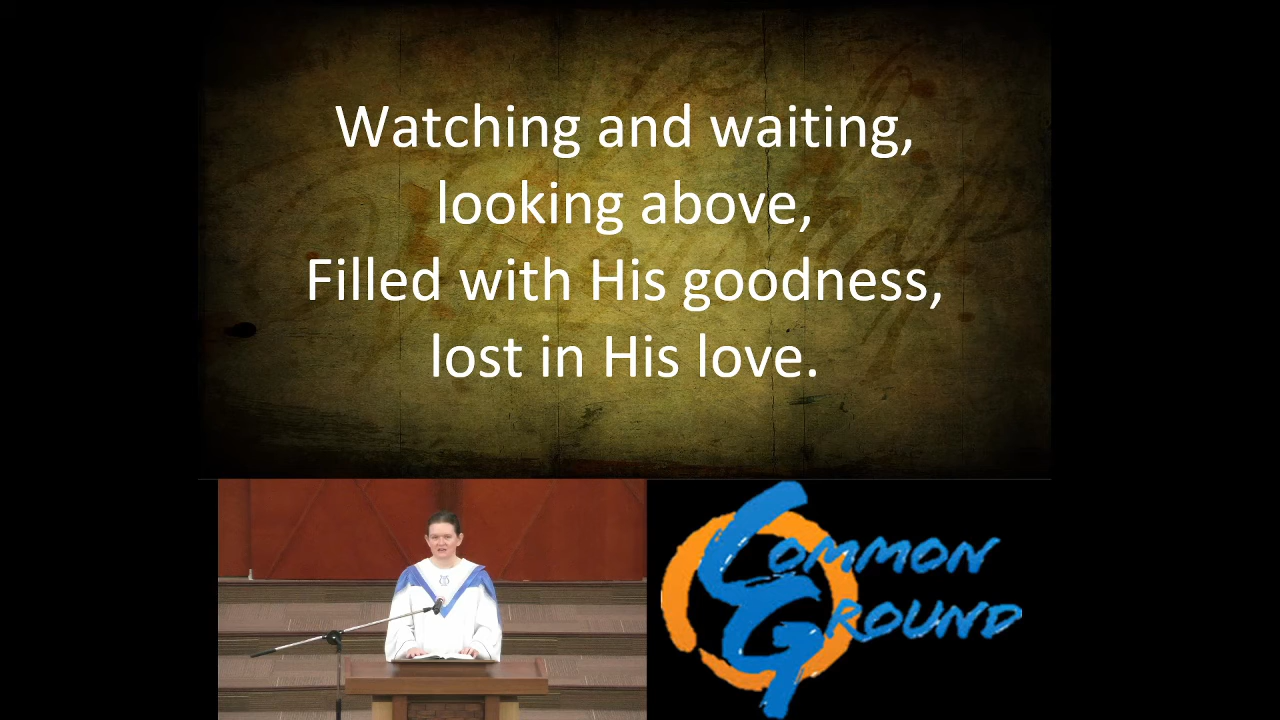 Watching and waiting,
looking above,
Filled with His goodness,
lost in His love.
COMMON
GROUND